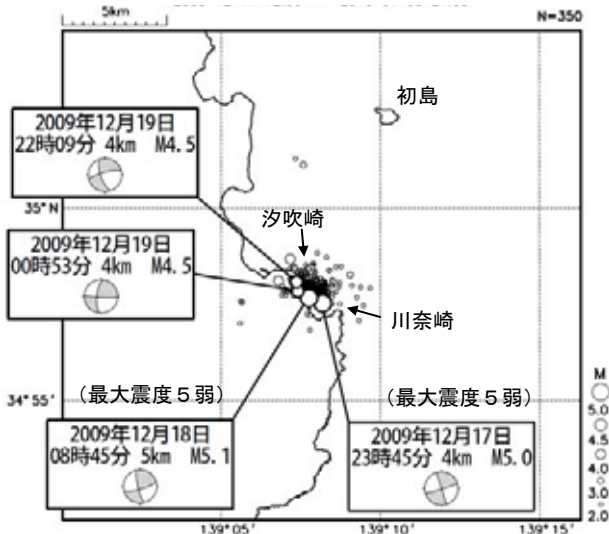 5km
N=350
初島
2009年12月19日
22時09分 4km M4.5
35°N
汐吹崎
2009年12月19日
00時53分 4km M4.5
川奈崎
(最大震度5弱)
(最大震度5弱)
34°55'
2009年12月18日
08時45分 5km M5.1
2009年12月17日
23時45分 4km M5.0
M
5.0
4.5
4.0
3.0
2.0
139°05'
139°10'
139°15'